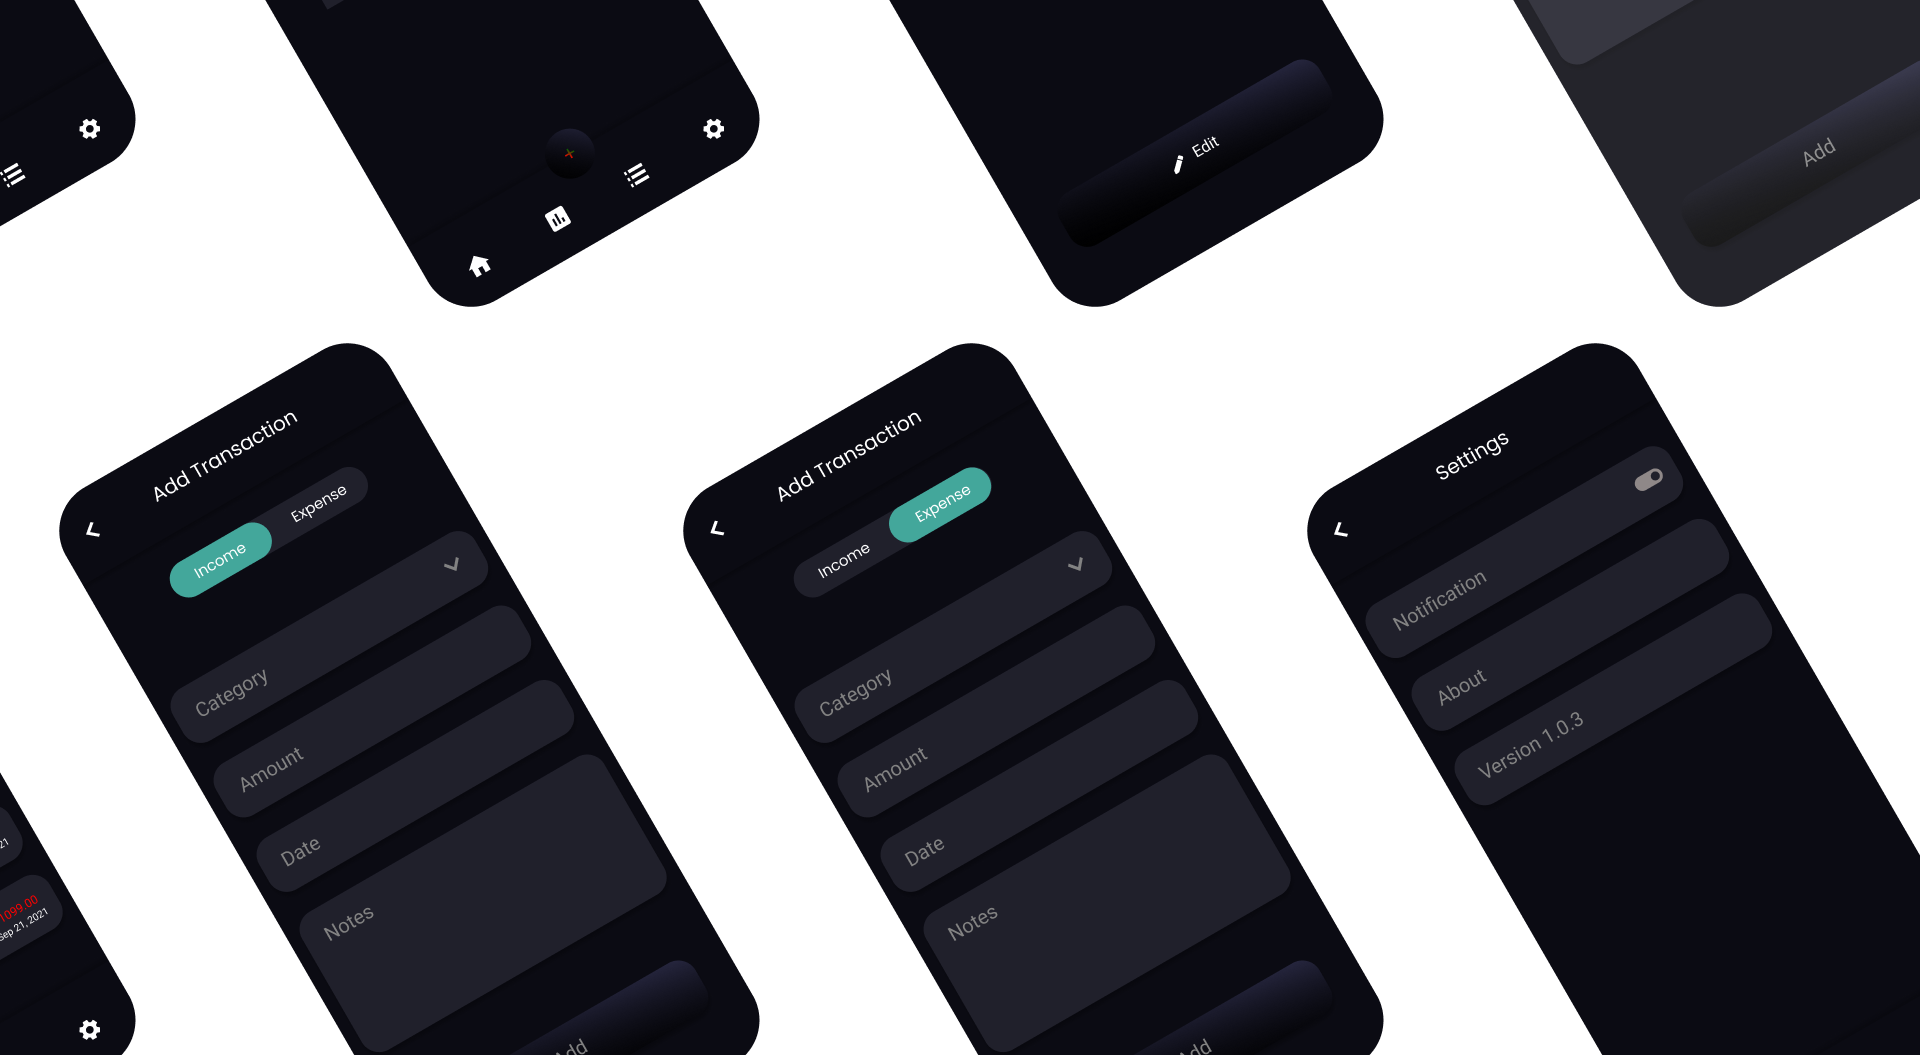 Edit
Add
Add Transaction
Income
Expense
Category
Amount
Date
Notes
Add
Add Transaction
Income
Expense
Category
Amount
Date
Notes
Add
Settings
Notification
About
Version 1.0.3
21
1099.00
Sep 21, 2021